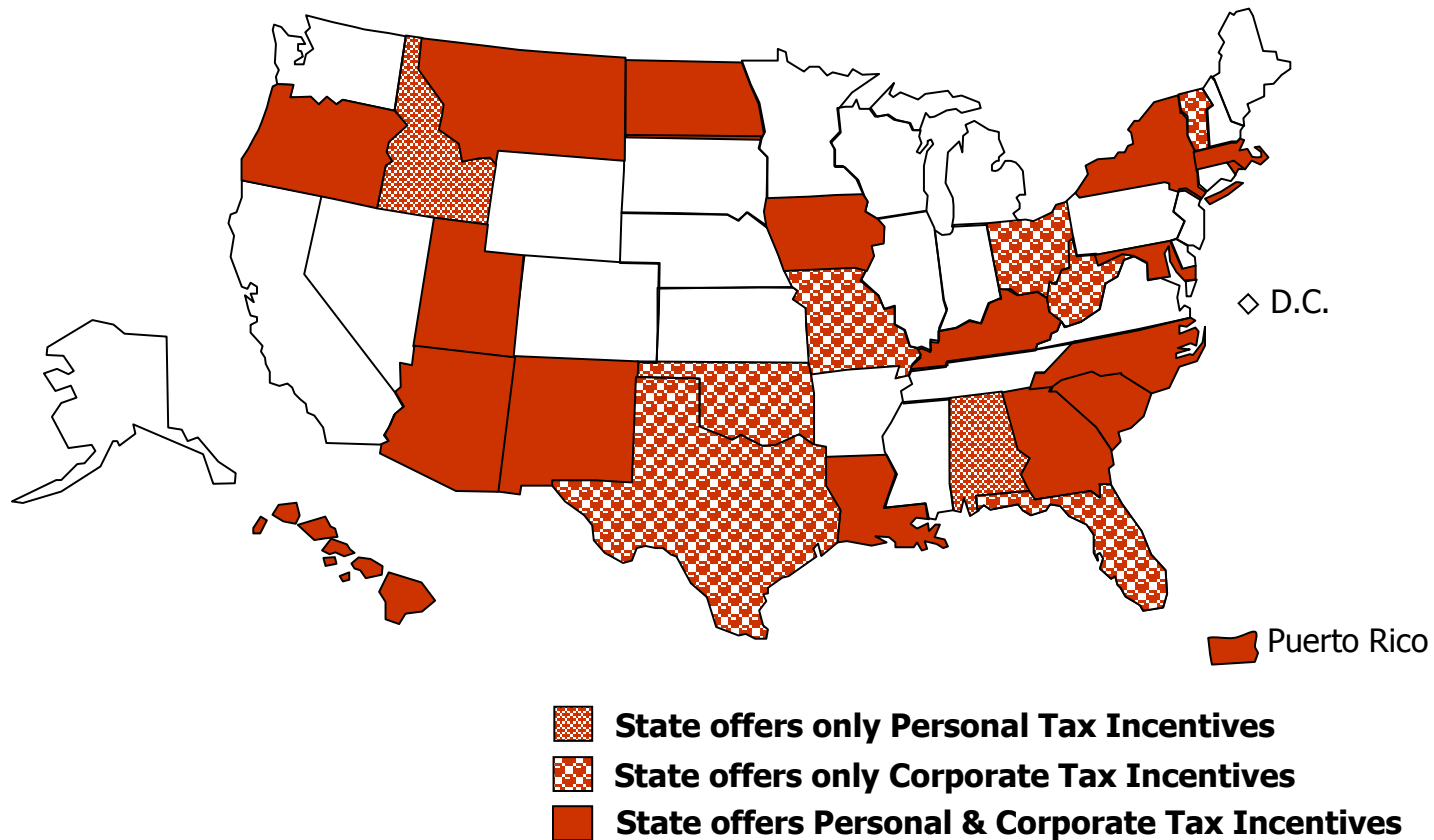 D.C.
Puerto Rico
State offers only Personal Tax Incentives
State offers only Corporate Tax Incentives
State offers Personal & Corporate Tax Incentives